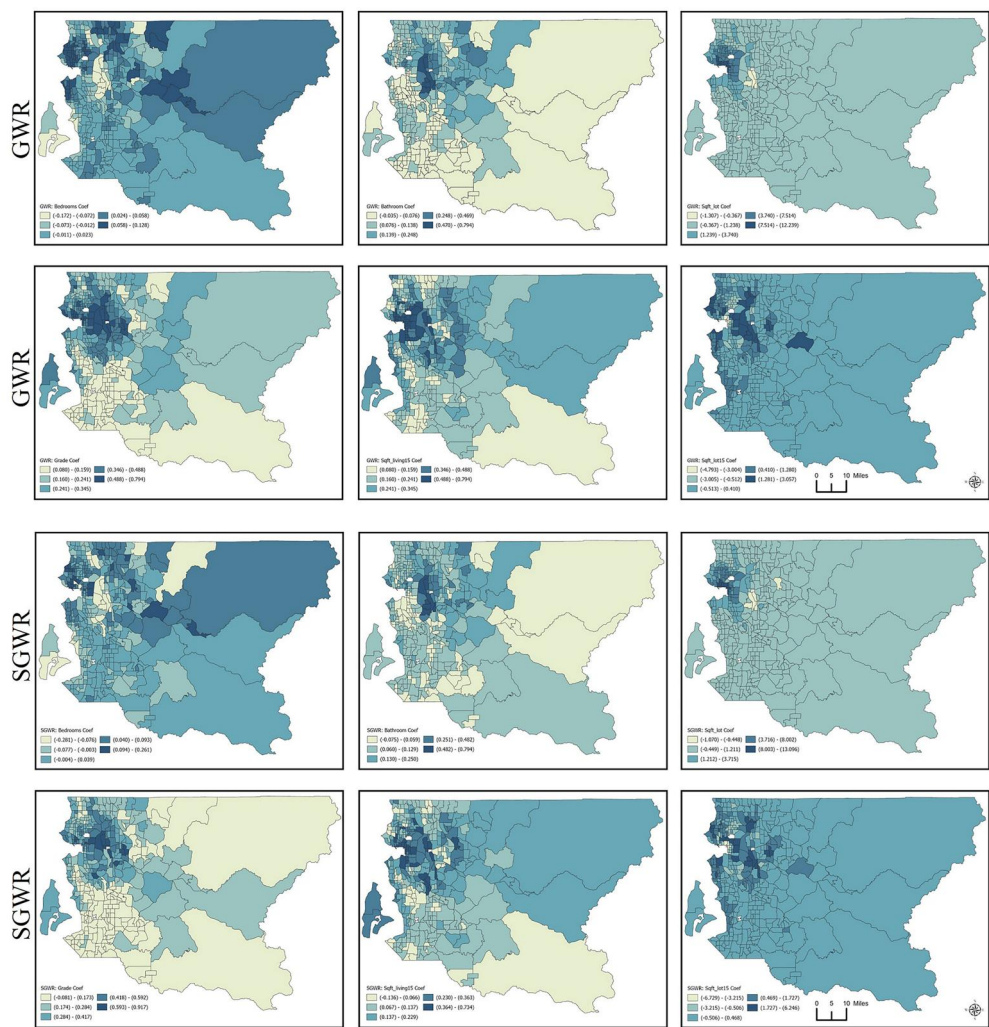 GWR
GWR: Bedrooms Coef
(-0.172) - (-0.072) (0.024) - (0.058)
(-0.073) - (-0.012) (0.058) - (0.128)
(-0.011) - (0.023)
GWR: Bathroom Coef
(-0.035) - (0.076) (0.248) - (0.469)
(0.076) - (0.138) (0.470) - (0.794)
(0.139) - (0.248)
GWR: Sqft_lot Coef
(-1.307) - (-0.367) (3.740) - (7.514)
(-0.367) - (1.238) (7.514) - (12.239)
(1.239) - (3.740)
GWR
GWR: Grade Coef
(0.080) - (0.159) (0.346) - (0.488)
(0.160) - (0.241) (0.488) - (0.794)
(0.241) - (0.345)
GWR: Sqft_living15 Coef
(0.080) - (0.159) (0.346) - (0.488)
(0.160) - (0.241) (0.488) - (0.794)
(0.241) - (0.345)
GWR: Sqft_lot15 Coef
(-4.793) - (-3.004) (0.410) - (1.280)
(-3.005) - (-0.512) (1.281) - (3.057)
(-0.513) - (0.410)
0 5 10 Miles
SGWR
SGWR: Bedrooms Coef
(-0.281) - (-0.076) (0.040) - (0.093)
(-0.077) - (-0.003) (0.094) - (0.261)
(-0.004) - (0.039)
SGWR: Bathroom Coef
(-0.075) - (0.059) (0.251) - (0.482)
(0.060) - (0.129) (0.482) - (0.794)
(0.130) - (0.250)
SGWR: Sqft_lot Coef
(-1.070) - (-0.448) (3.716) - (8.002)
(-0.449) - (1.211) (8.003) - (13.096)
(1.212) - (3.715)
SGWR
SGWR: Grade Coef
(-0.081) - (0.173) (0.418) - (0.592)
(0.174) - (0.284) (0.593) - (0.917)
(0.284) - (0.417)
SGWR: Sqft_living15 Coef
(-0.136) - (0.066) (0.230) - (0.363)
(0.067) - (0.137) (0.364) - (0.734)
(0.137) - (0.229)
SGWR: Sqft_lot15 Coef
(-6.729) - (-3.215) (0.469) - (1.727)
(-3.215) - (-0.506) (1.727) - (6.246)
(-0.506) - (0.468)
0 5 10 Miles